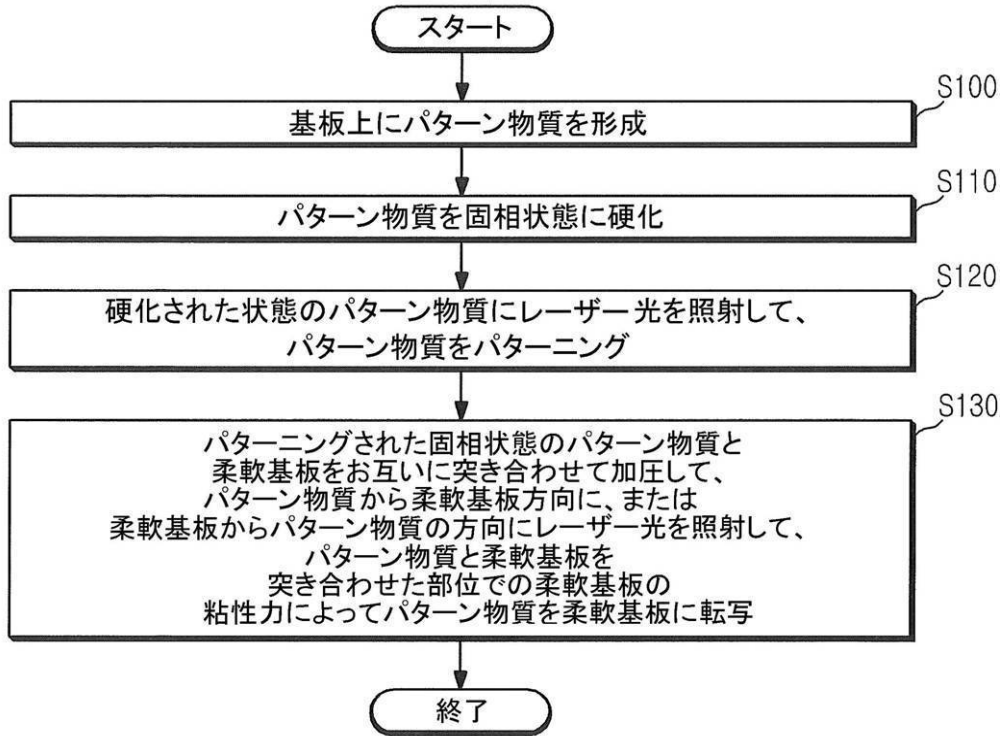 スタート
S100
基板上にパターン物質を形成
S110
パターン物質を固相状態に硬化
S120
硬化された状態のパターン物質にレーザー光を照射して、
パターン物質をパターニング
S130
パターニングされた固相状態のパターン物質と
柔軟基板をお互いに突き合わせて加圧して、
パターン物質から柔軟基板方向に、または
柔軟基板からパターン物質の方向にレーザー光を照射して、
パターン物質と柔軟基板を
突き合わせた部位での柔軟基板の
粘性力によってパターン物質を柔軟基板に転写
終了